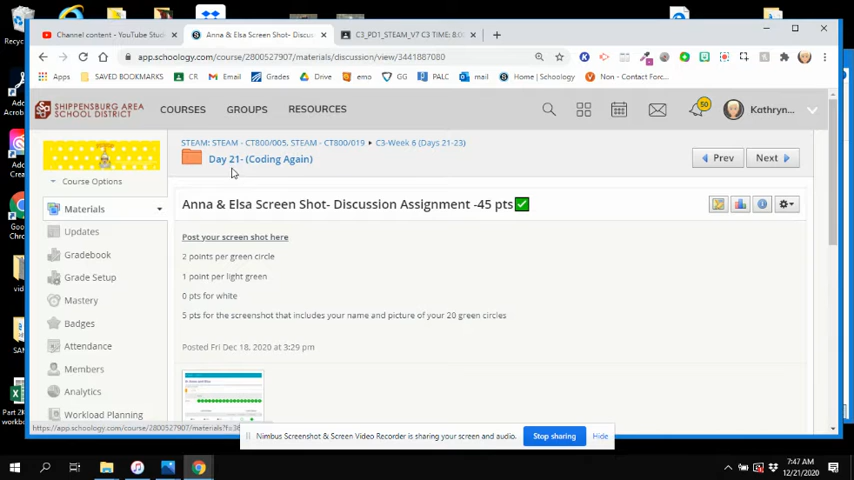 Channel content - YouTube Stud
Anna & Elsa Screen Shot- Discus
C3_PD1_STEAM_V7 C3 TIME: 8:0
app.schoology.com/course/2800527907/materials/discussion/view/3441887080
Apps
SAVED BOOKMARKS
CR
Email
Grades
Drive
emo
GG
PALC
mail
Home | Schoology
Non - Contact Forc...
SHIPPENSBURG AREA
SCHOOL DISTRICT
COURSES
GROUPS
RESOURCES
50
Kathryn...
STEAM: STEAM - CT800/005, STEAM - CT800/019
C3-Week 6 (Days 21-23)
Day 21- (Coding Again)
Prev
Next
Course Options
Materials
Updates
Gradebook
Grade Setup
Mastery
Badges
Attendance
Members
Analytics
Workload Planning
Anna & Elsa Screen Shot- Discussion Assignment -45 pts
Post your screen shot here
2 points per green circle
1 point per light green
0 pts for white
5 pts for the screenshot that includes your name and picture of your 20 green circles
Posted Fri Dec 18, 2020 at 3:29 pm
Nimbus Screenshot & Screen Video Recorder is sharing your screen and audio.
Stop sharing
Hide
7:47 AM
12/21/2020